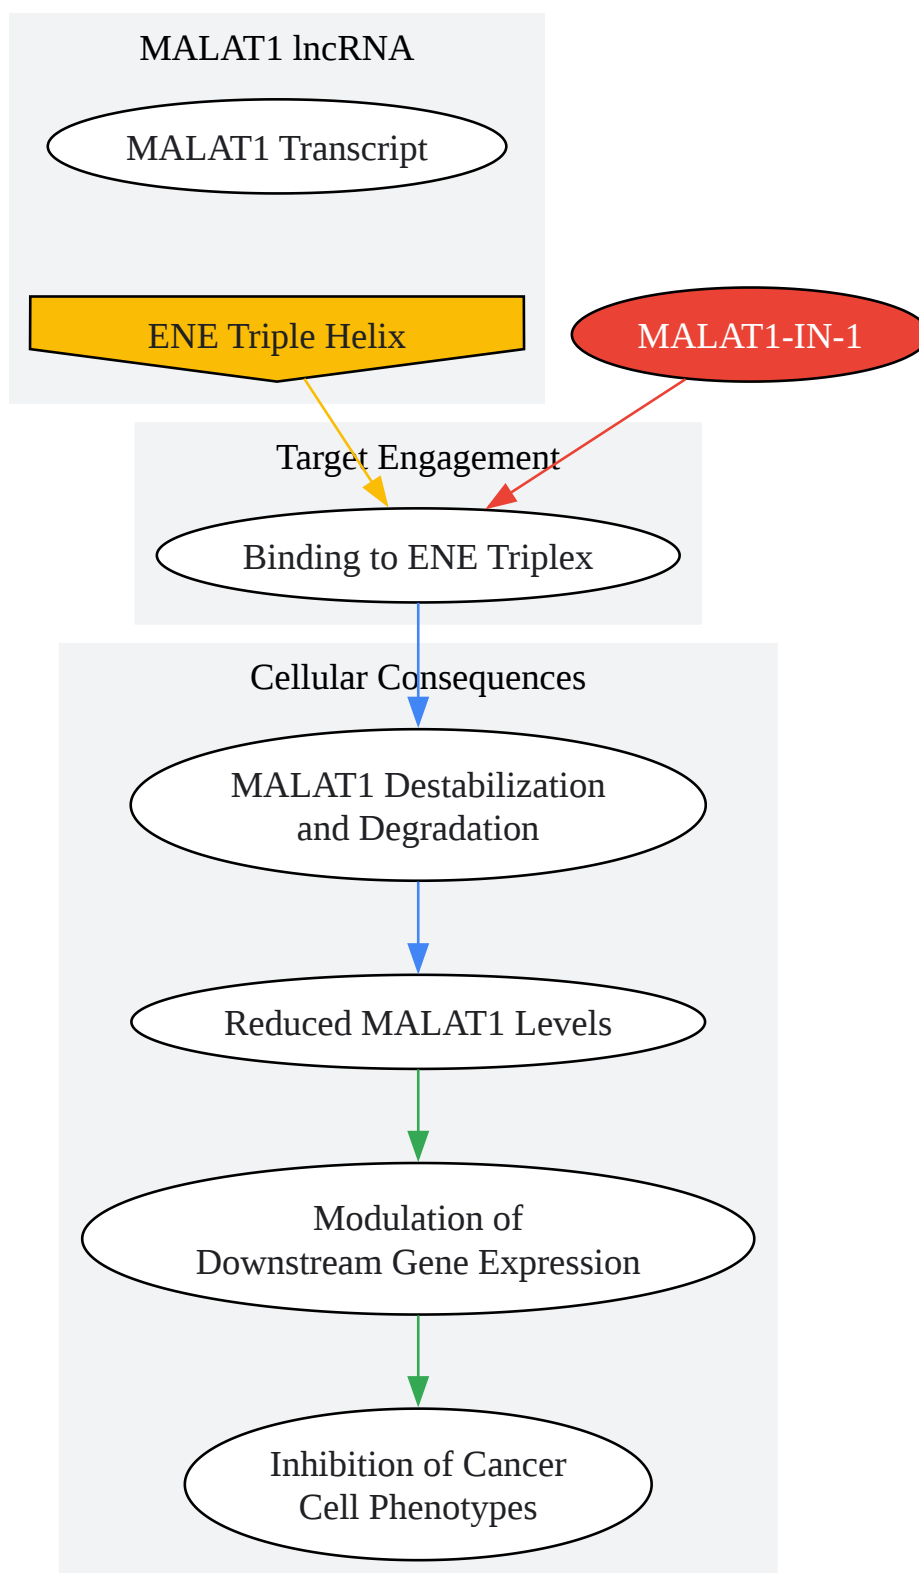 MALAT1 lncRNA
MALAT1 Transcript
ENE Triple Helix
MALAT1-IN-1
Target Engagement
Binding to ENE Triplex
Cellular Consequences
MALAT1 Destabilization
and Degradation
Reduced MALAT1 Levels
Modulation of
Downstream Gene Expression
Inhibition of Cancer
Cell Phenotypes